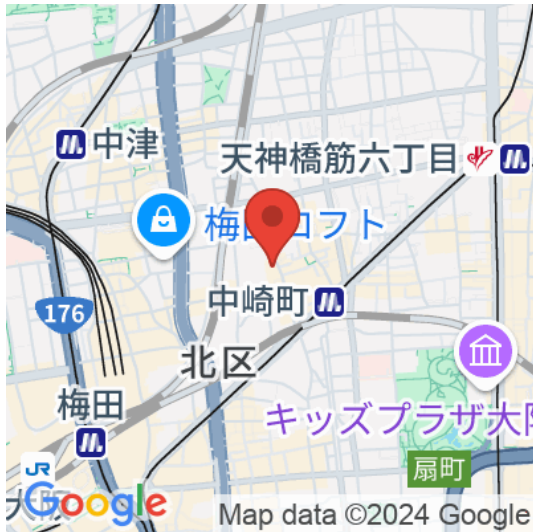 中津
天神橋筋六丁目
梅田ロフト
中崎町
176
北区
梅田
キッズプラザ大阪
扇町
JR
大阪
Google
Map data ©2024 Google